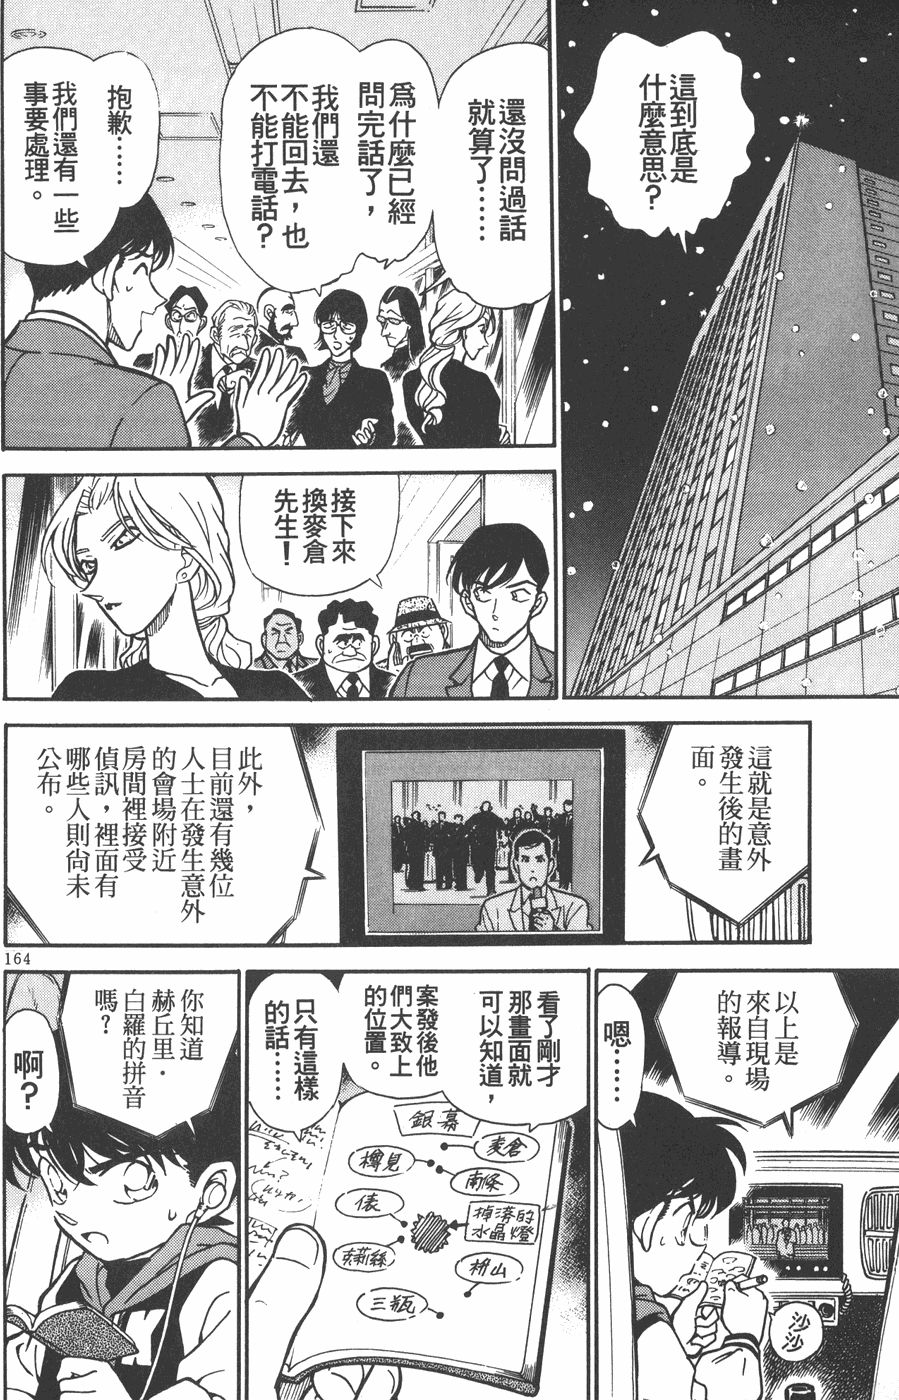 這到底是
什麼意思？
還沒問過話
就算了……
為什麼已經
問完話了，
我們還
不能回去，也
不能打電話？
抱歉……
我們還有一些
事要處理。
接下來
換麥倉
先生！
這就是意外
發生後的畫
面。
此外，
目前還有幾位
人士在發生意外
的會場附近
房間裡接受
偵訊，裡面有
哪些人則尚未
公布。
164
以上是
來自現場
的報導。
嗯……
沙沙
看了剛才
那畫面就
可以知道，
案發後他
們大致上
的位置。
只有這樣
的話……
銀幕
麥倉
樽見
南條
俵
掉落的
水晶燈
枡山
三瓶
你知道
赫丘里·
白羅的拼音
嗎？
啊？